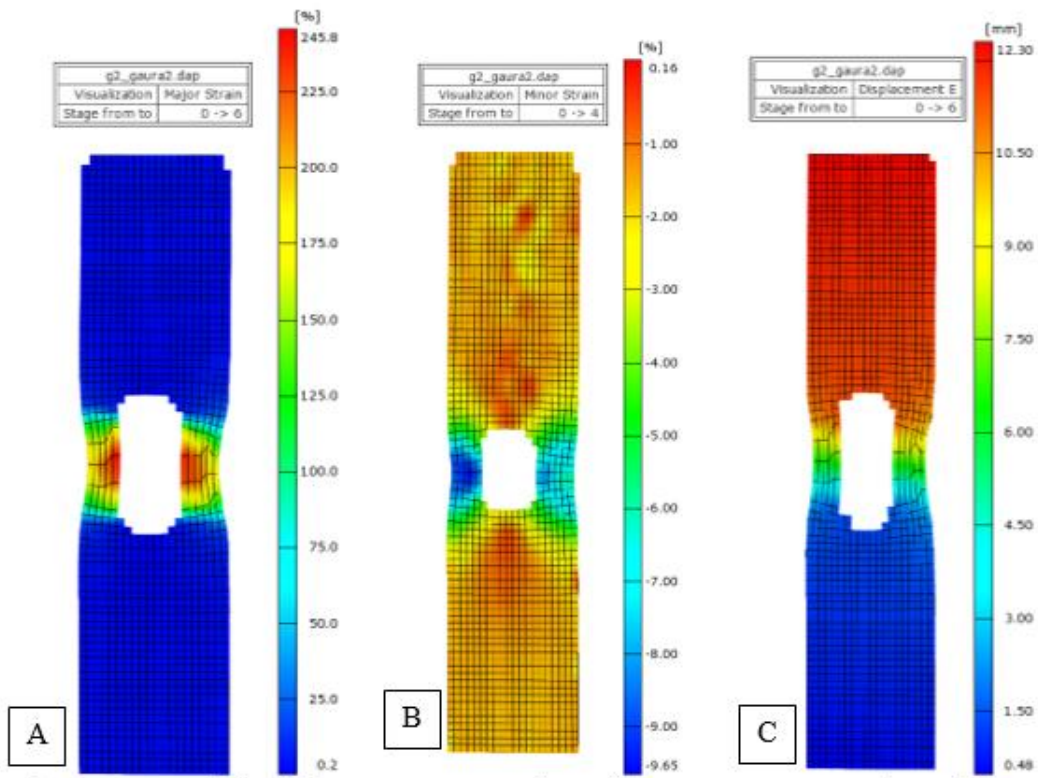 [%]
245.8
225.0
200.0
175.0
150.0
125.0
100.0
75.0
50.0
25.0
0.2
g2_gaura2.dap
Visualization Major Strain
Stage from to 0 -> 6
A
[%]
0.16
-1.00
-2.00
-3.00
-4.00
-5.00
-6.00
-7.00
-8.00
-9.00
-9.65
g2_gaura2.dap
Visualization Minor Strain
Stage from to 0 -> 4
B
[mm]
12.30
10.50
9.00
7.50
6.00
4.50
3.00
1.50
0.48
g2_gaura2.dap
Visualization Displacement E
Stage from to 0 -> 6
C